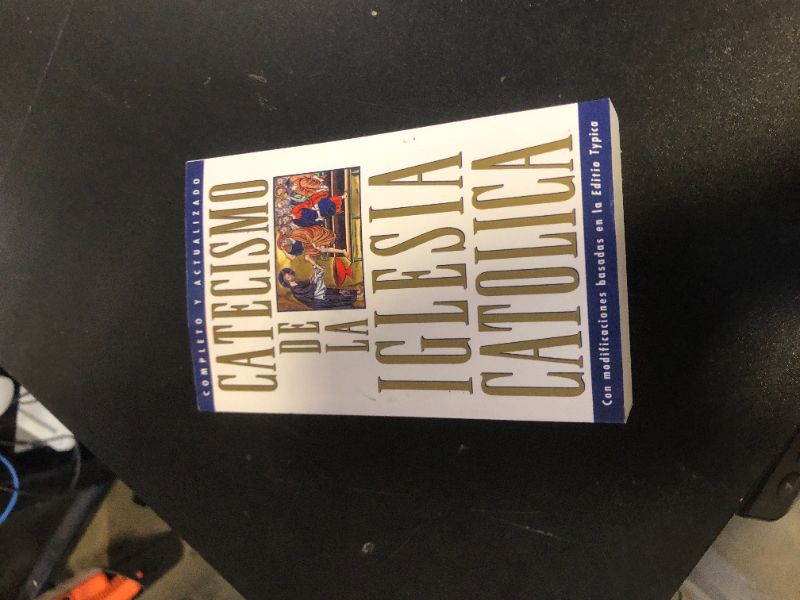 COMPLETO Y ACTUALIZADO
CATECISMO
DE
LA
IGLESIA
CATOLICA
Con modificaciones basadas en la Editio Typica